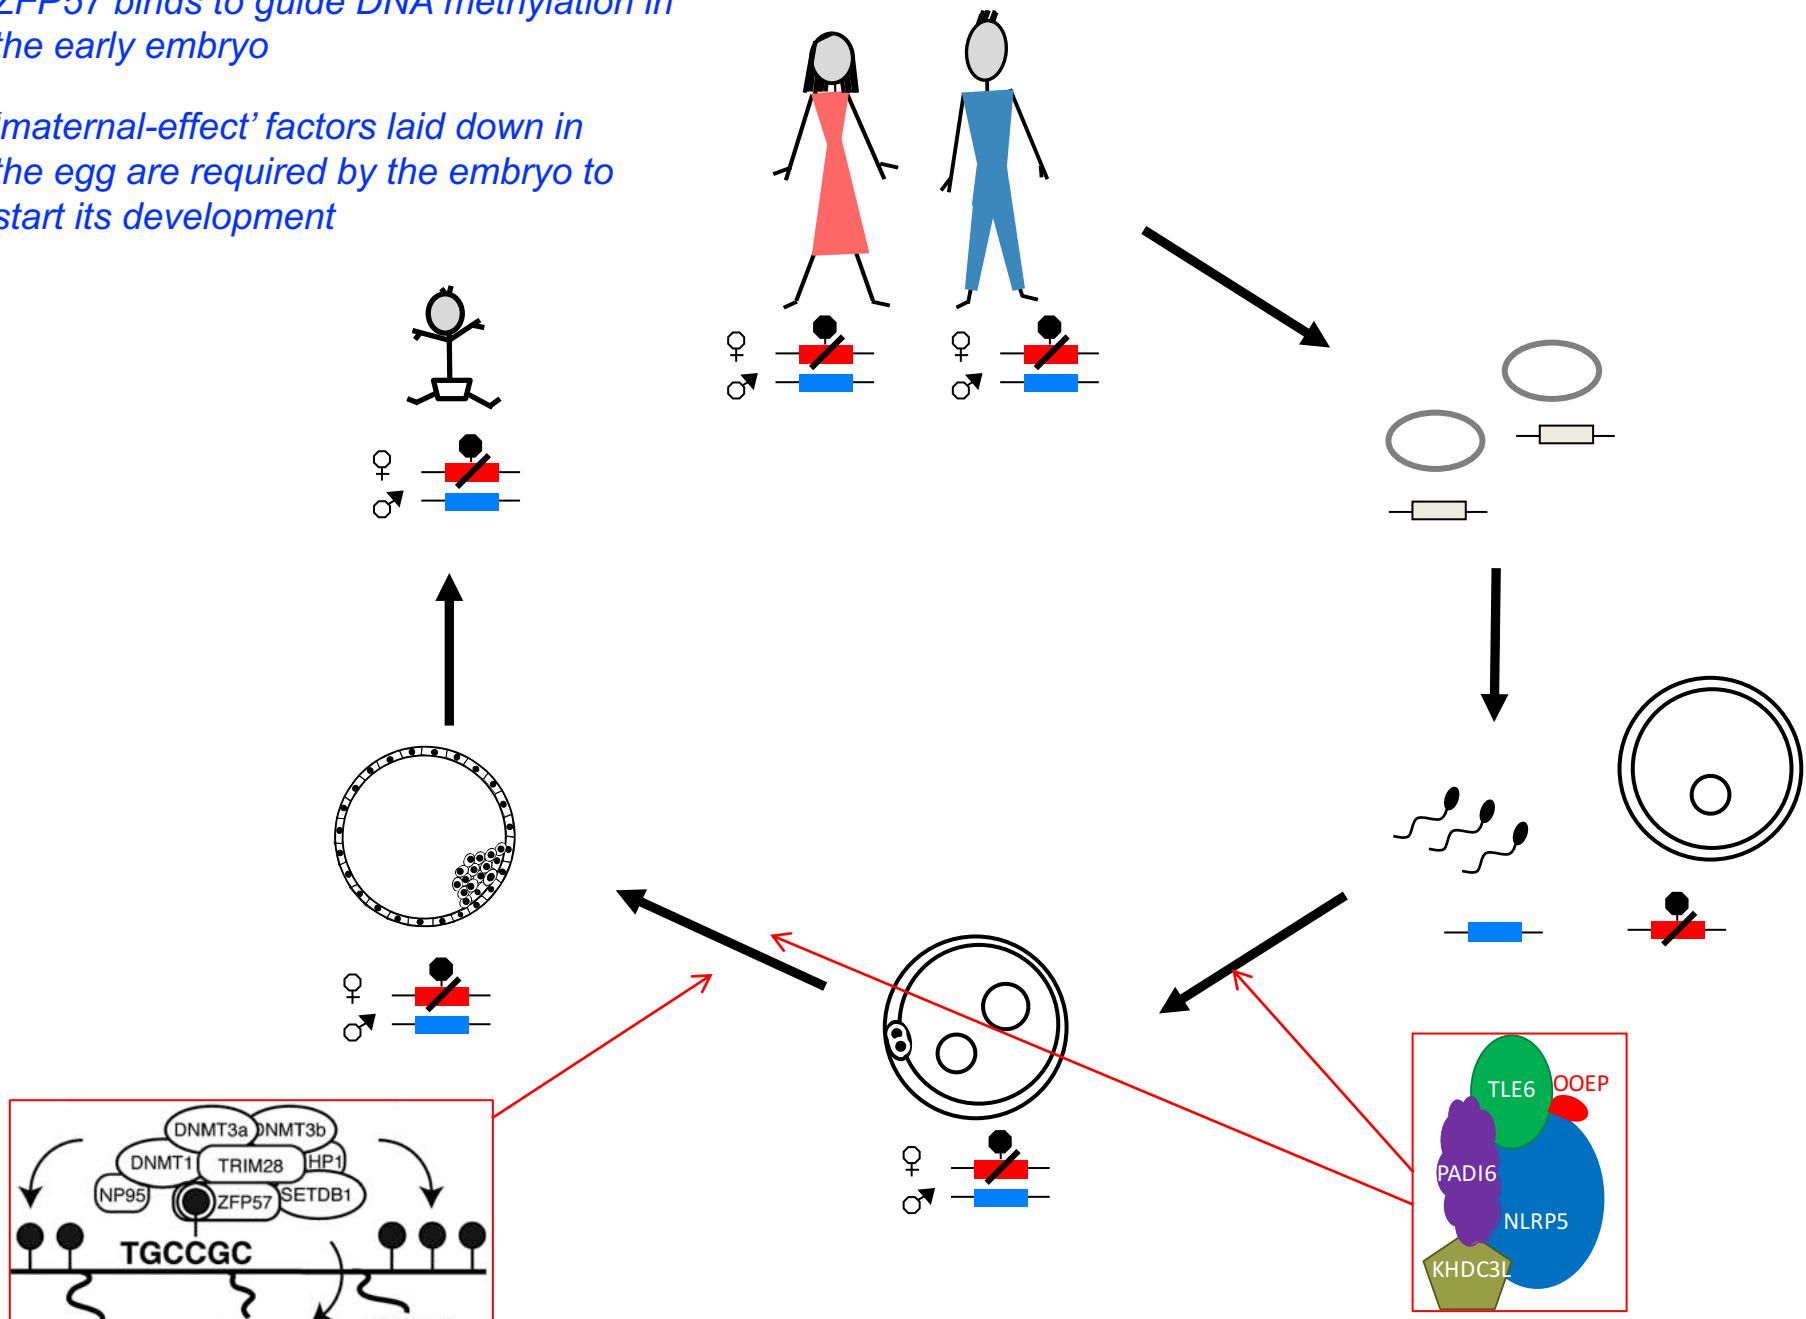 ZFP57 binds to guide DNA methylation in
the early embryo
'maternal-effect' factors laid down in
the egg are required by the embryo to
start its development
♀
♂
♀
♂
♀
♂
♀
♂
♀
♂
DNMT3a DNMT3b
DNMT1 TRIM28 HP1
NP95 ZFP57 SETDB1
TGCCGC
TLE6 OOEP
PADI6
NLRP5
KHDC3L